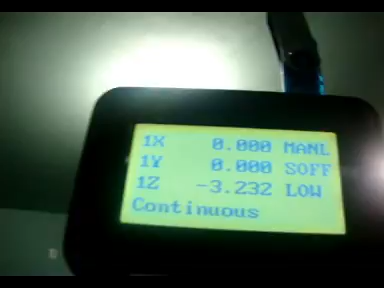 1X 0.000 MANL
1Y 0.000 SOFF
1Z -3.232 LOW
Continuous